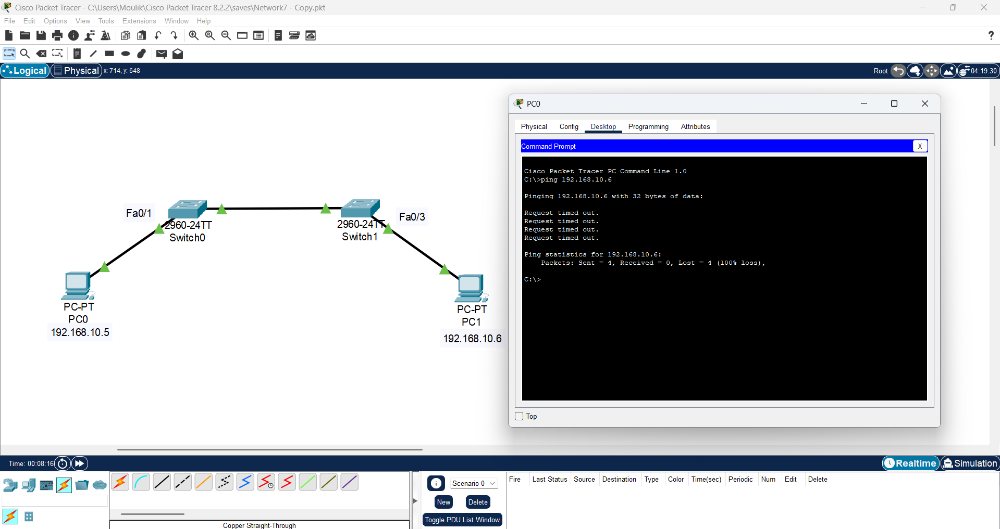 Cisco Packet Tracer - C:\Users\Moulik\Cisco Packet Tracer 8.2.2\saves\Network7 - Copy.pkt
File Edit Options View Tools Extensions Window Help
?
Logical Physical x: 714, y: 648 Root 04:19:30
PC0
Physical Config Desktop Programming Attributes
Command Prompt X
Cisco Packet Tracer PC Command Line 1.0
C:\>ping 192.168.10.6
Pinging 192.168.10.6 with 32 bytes of data:
Request timed out.
Request timed out.
Request timed out.
Request timed out.
Ping statistics for 192.168.10.6:
Packets: Sent = 4, Received = 0, Lost = 4 (100% loss),
C:\>
Top
Fa0/1
2960-24TT
Switch0
2960-24TT
Switch1
Fa0/3
PC-PT
PC0
192.168.10.5
PC-PT
PC1
192.168.10.6
Time: 00:08:16 Realtime Simulation
Scenario 0
New Delete
Toggle PDU List Window
Fire Last Status Source Destination Type Color Time(sec) Periodic Num Edit Delete
Copper Straight-Through